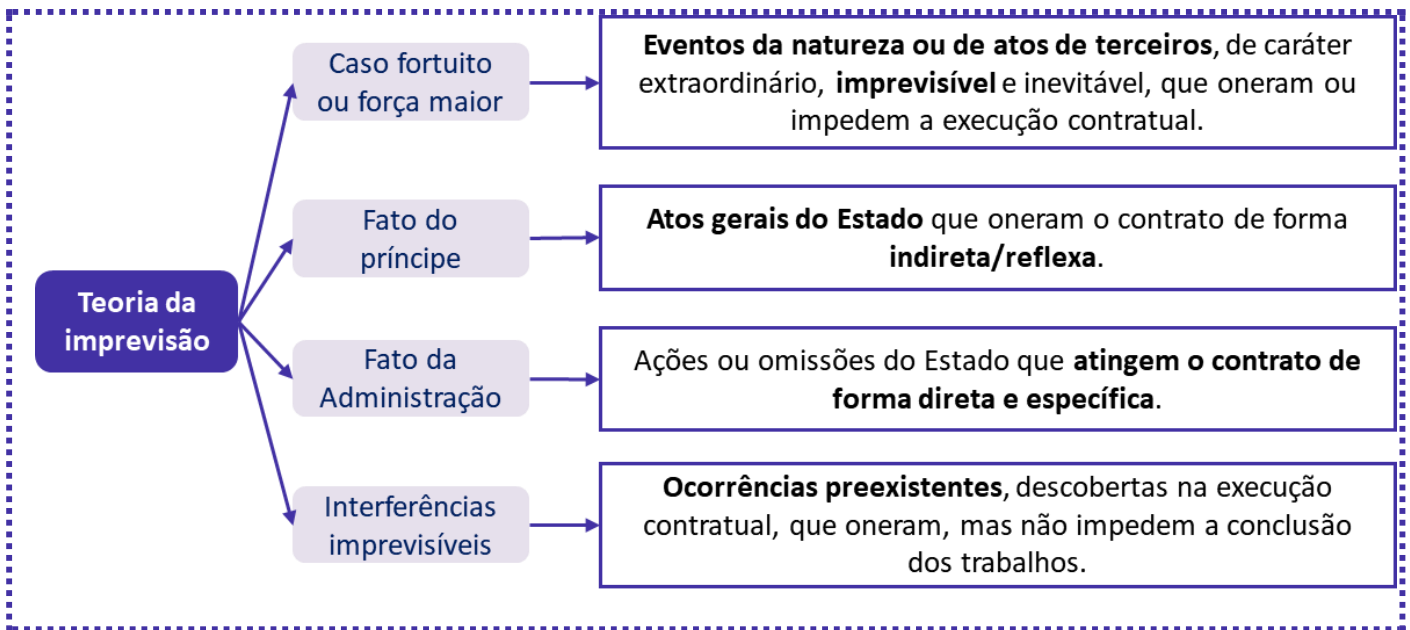 Teoria da
imprevisão
Caso fortuito
ou força maior
Eventos da natureza ou de atos de terceiros, de caráter
extraordinário, imprevisível e inevitável, que oneram ou
impedem a execução contratual.
Fato do
príncipe
Atos gerais do Estado que oneram o contrato de forma
indireta/reflexa.
Fato da
Administração
Ações ou omissões do Estado que atingem o contrato de
forma direta e específica.
Interferências
imprevisíveis
Ocorrências preexistentes, descobertas na execução
contratual, que oneram, mas não impedem a conclusão
dos trabalhos.